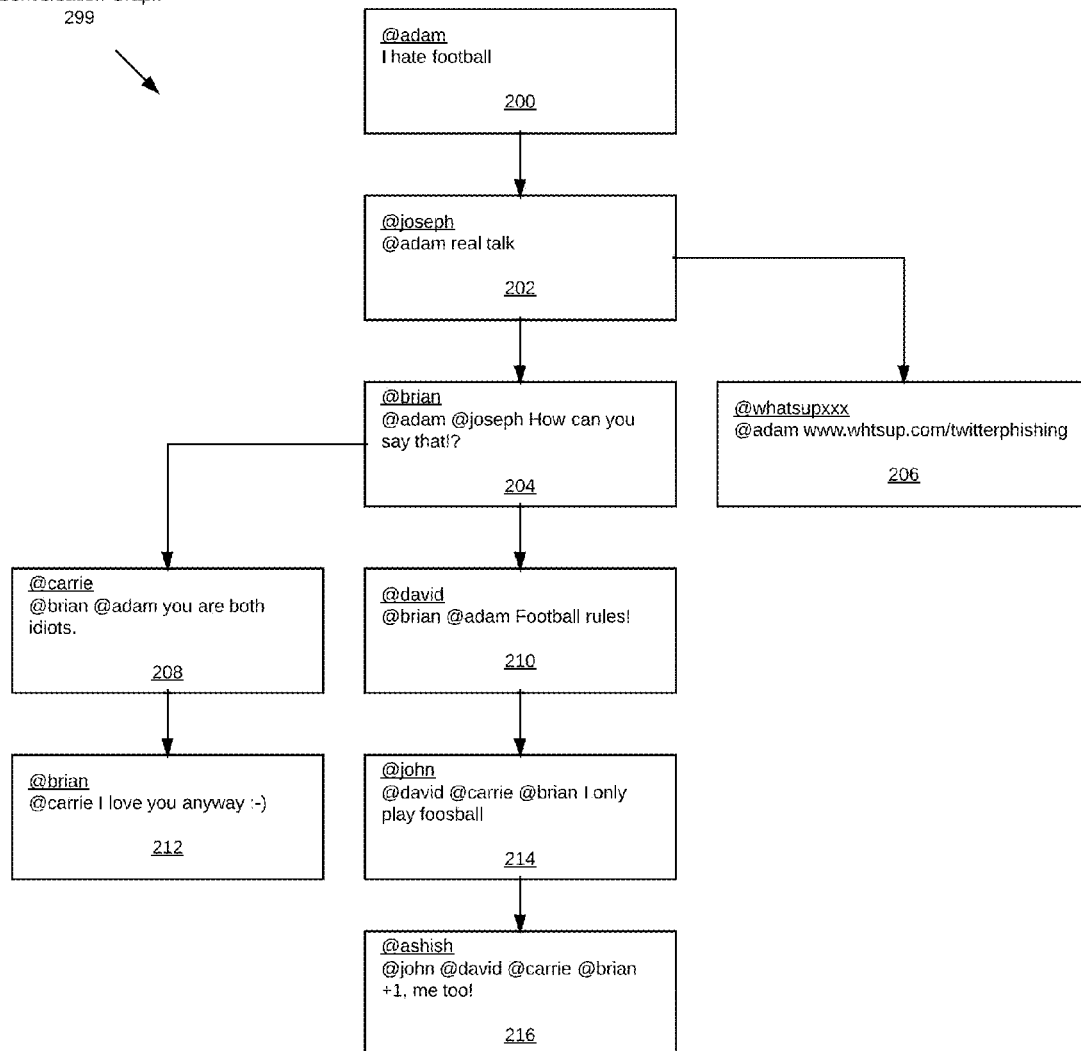 299
@adam
I hate football
200
@joseph
@adam real talk
202
@brian
@adam @joseph How can you
say that!?
204
@whatsupxxx
@adam www.whtsup.com/twitterphishing
206
@carrie
@brian @adam you are both
idiots.
208
@david
@brian @adam Football rules!
210
@brian
@carrie I love you anyway :-)
212
@john
@david @carrie @brian I only
play foosball
214
@ashish
@john @david @carrie @brian
+1, me too!
216